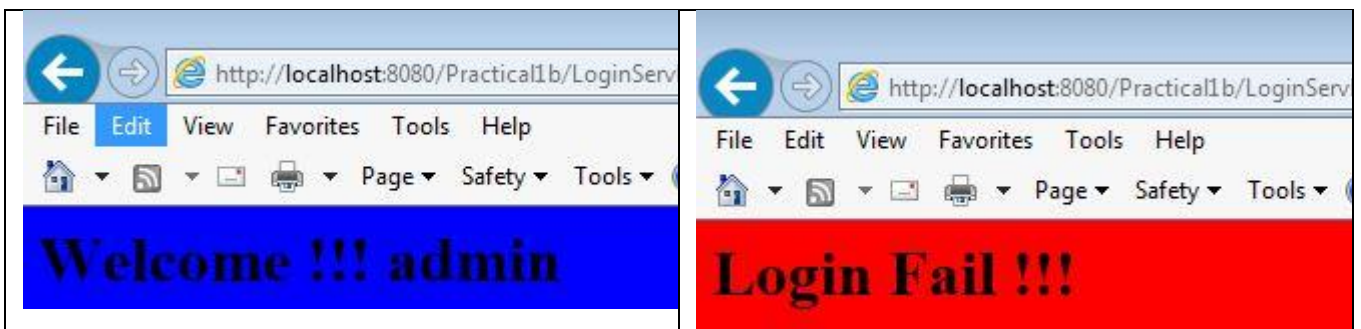 http://localhost:8080/Practical1b/LoginServ
File Edit View Favorites Tools Help
Page Safety Tools
Welcome !!! admin
http://localhost:8080/Practical1b/LoginServ
File Edit View Favorites Tools Help
Page Safety Tools
Login Fail !!!